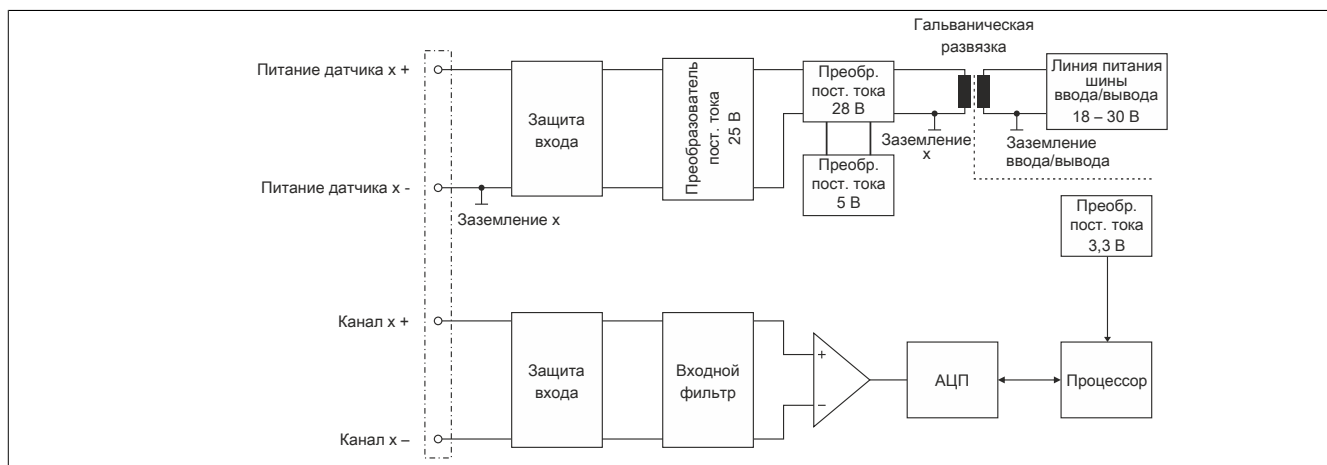 Гальваническая
развязка
Питание датчика x +
Защита
входа
Преобразователь
пост. тока
25 В
Преобр.
пост. тока
28 В
Линия питания
шины
ввода/вывода
18 – 30 В
Заземление
x
Заземление
ввода/вывода
Преобр.
пост. тока
5 В
Питание датчика x -
Заземление x
Преобр.
пост. тока
3,3 В
Канал x +
Защита
входа
Входной
фильтр
+
–
АЦП
Процессор
Канал x –